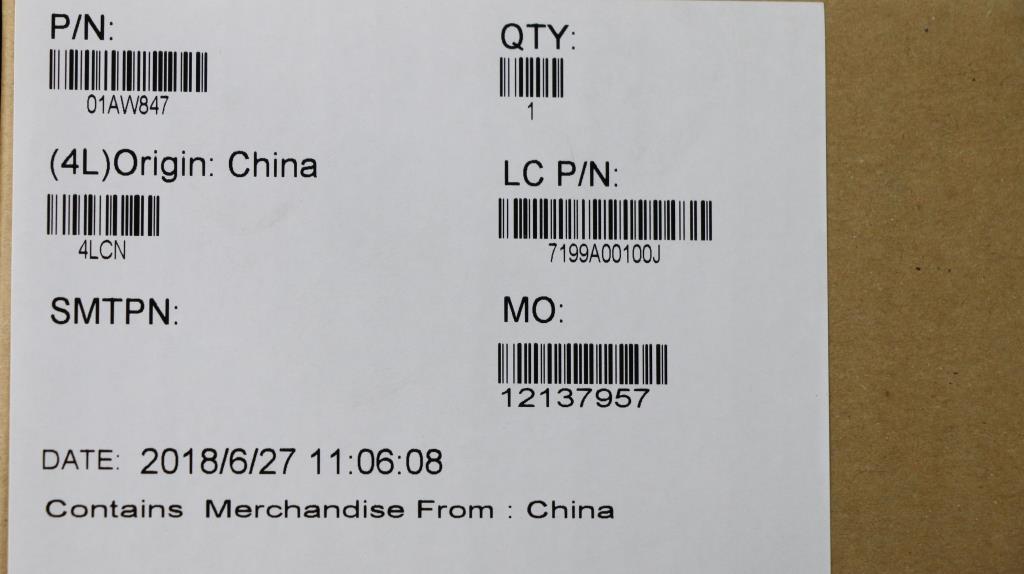 P/N:
01AW847
QTY:
1
(4L)Origin: China
4LCN
LC P/N:
7199A00100J
SMTPN:
MO:
12137957
DATE: 2018/6/27 11:06:08
Contains Merchandise From : China